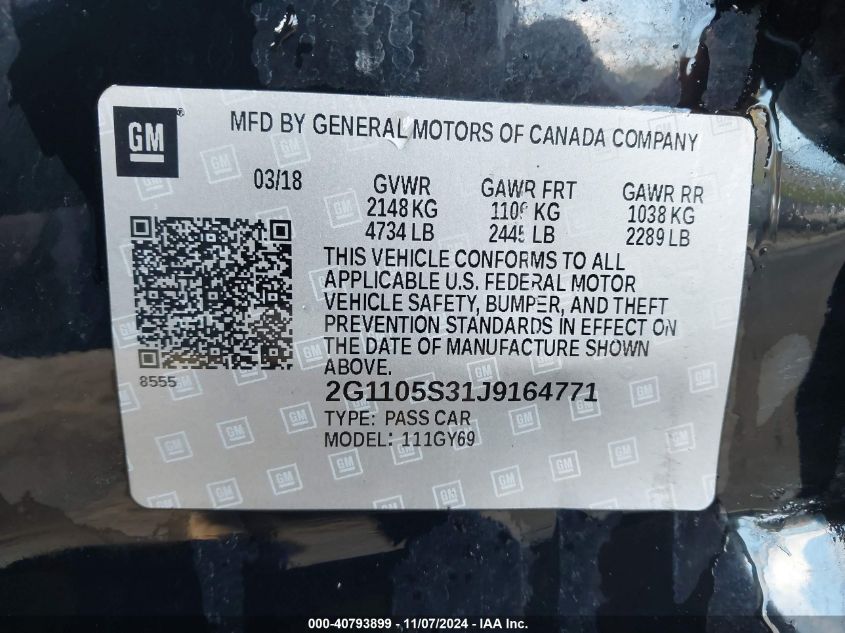 GM
MFD BY GENERAL MOTORS OF CANADA COMPANY
03/18 GVWR GAWR FRT GAWR RR
2148 KG KG 1038 KG
4734 LB 2445 LB 2289 LB
THIS VEHICLE CONFORMS TO ALL
APPLICABLE U.S. FEDERAL MOTOR
VEHICLE SAFETY, BUMPER, AND THEFT
PREVENTION STANDARDS IN EFFECT ON
THE DATE OF MANUFACTURE SHOWN
ABOVE.
8555
2G1105S31J9164771
TYPE: PASS CAR
MODEL: 111GY69
000-40793899 - 11/07/2024 - IAA Inc.